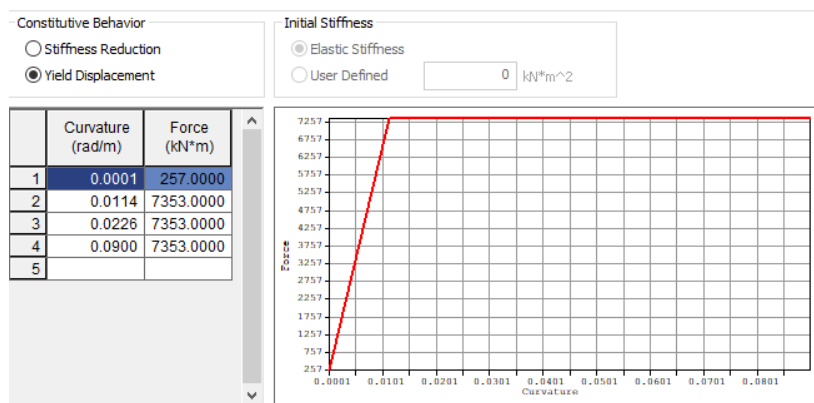 Constitutive Behavior
Stiffness Reduction
Yield Displacement
Initial Stiffness
Elastic Stiffness
User Defined 0 kN*m^2
Curvature (rad/m) Force (kN*m)
1 0.0001 257.0000
2 0.0114 7353.0000
3 0.0226 7353.0000
4 0.0900 7353.0000
5
7257
6757
6257
5757
5257
4757
4257
3757
3257
2757
2257
1757
1257
757
257
Force
0.0001 0.0101 0.0201 0.0301 0.0401 0.0501 0.0601 0.0701 0.0801
Curvature